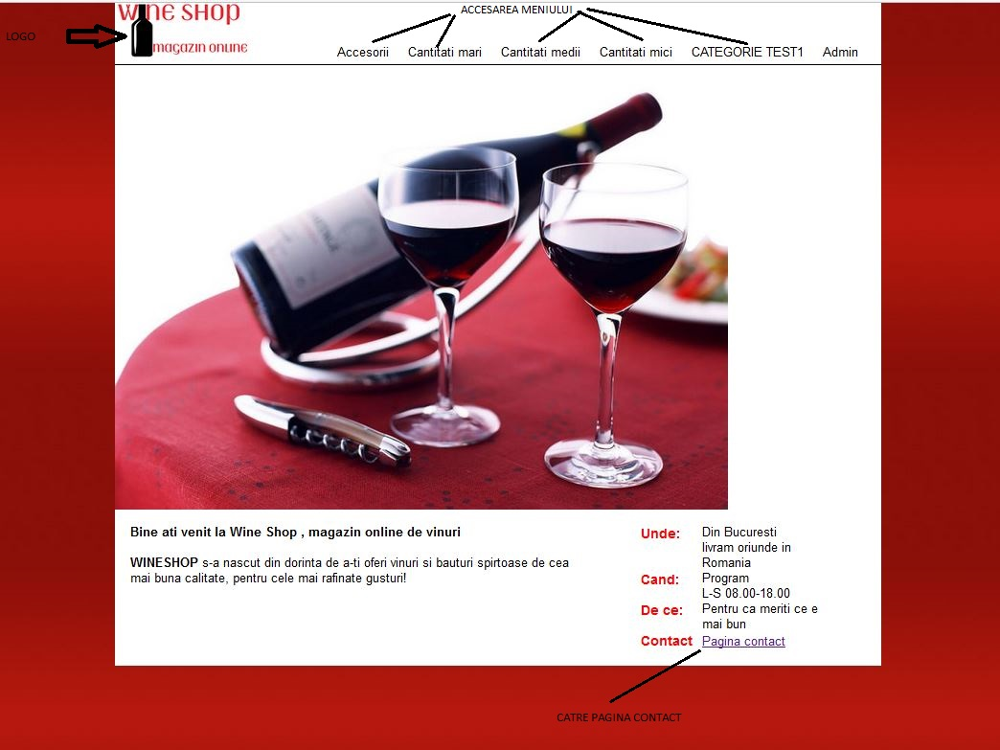 WINE SHOP
ACCESAREA MENIULUI
LOGO
magazin online
Accesorii Cantitati mari Cantitati medii Cantitati mici CATEGORIE TEST1 Admin
Bine ati venit la Wine Shop , magazin online de vinuri
WINESHOP s-a nascut din dorinta de a-ti oferi vinuri si bauturi spirtoase de cea
mai buna calitate, pentru cele mai rafinate gusturi!
Unde: Din Bucuresti
livram oriunde in
Romania
Cand: Program
L-S 08.00-18.00
De ce: Pentru ca meriti ce e
mai bun
Contact Pagina contact
CATRE PAGINA CONTACT